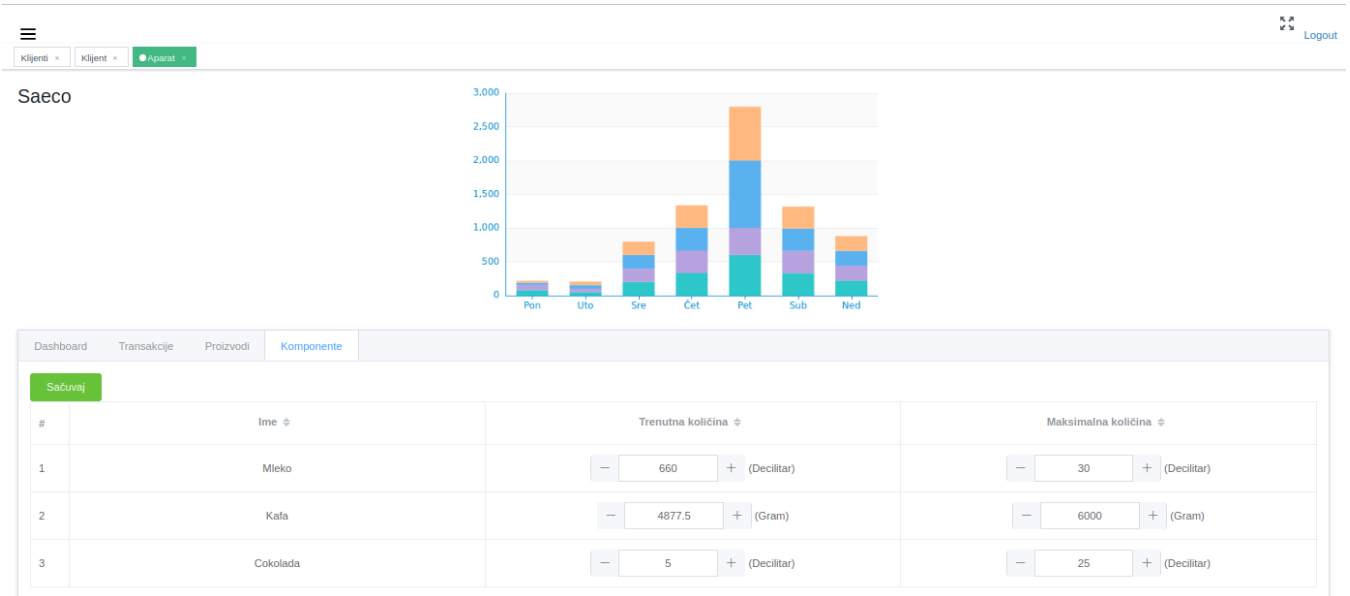 Logout
Klijenti ×
Klijent ×
Aparat ×
Saeco
3,000
2,500
2,000
1,500
1,000
500
0
Pon Uto Sre Čet Pet Sub Ned
Dashboard Transakcije Proizvodi Komponente
Sačuvaj
# Ime Trenutna količina Maksimalna količina
1 Mleko − 660 + (Decilitar) − 30 + (Decilitar)
2 Kafa − 4877.5 + (Gram) − 6000 + (Gram)
3 Cokolada − 5 + (Decilitar) − 25 + (Decilitar)